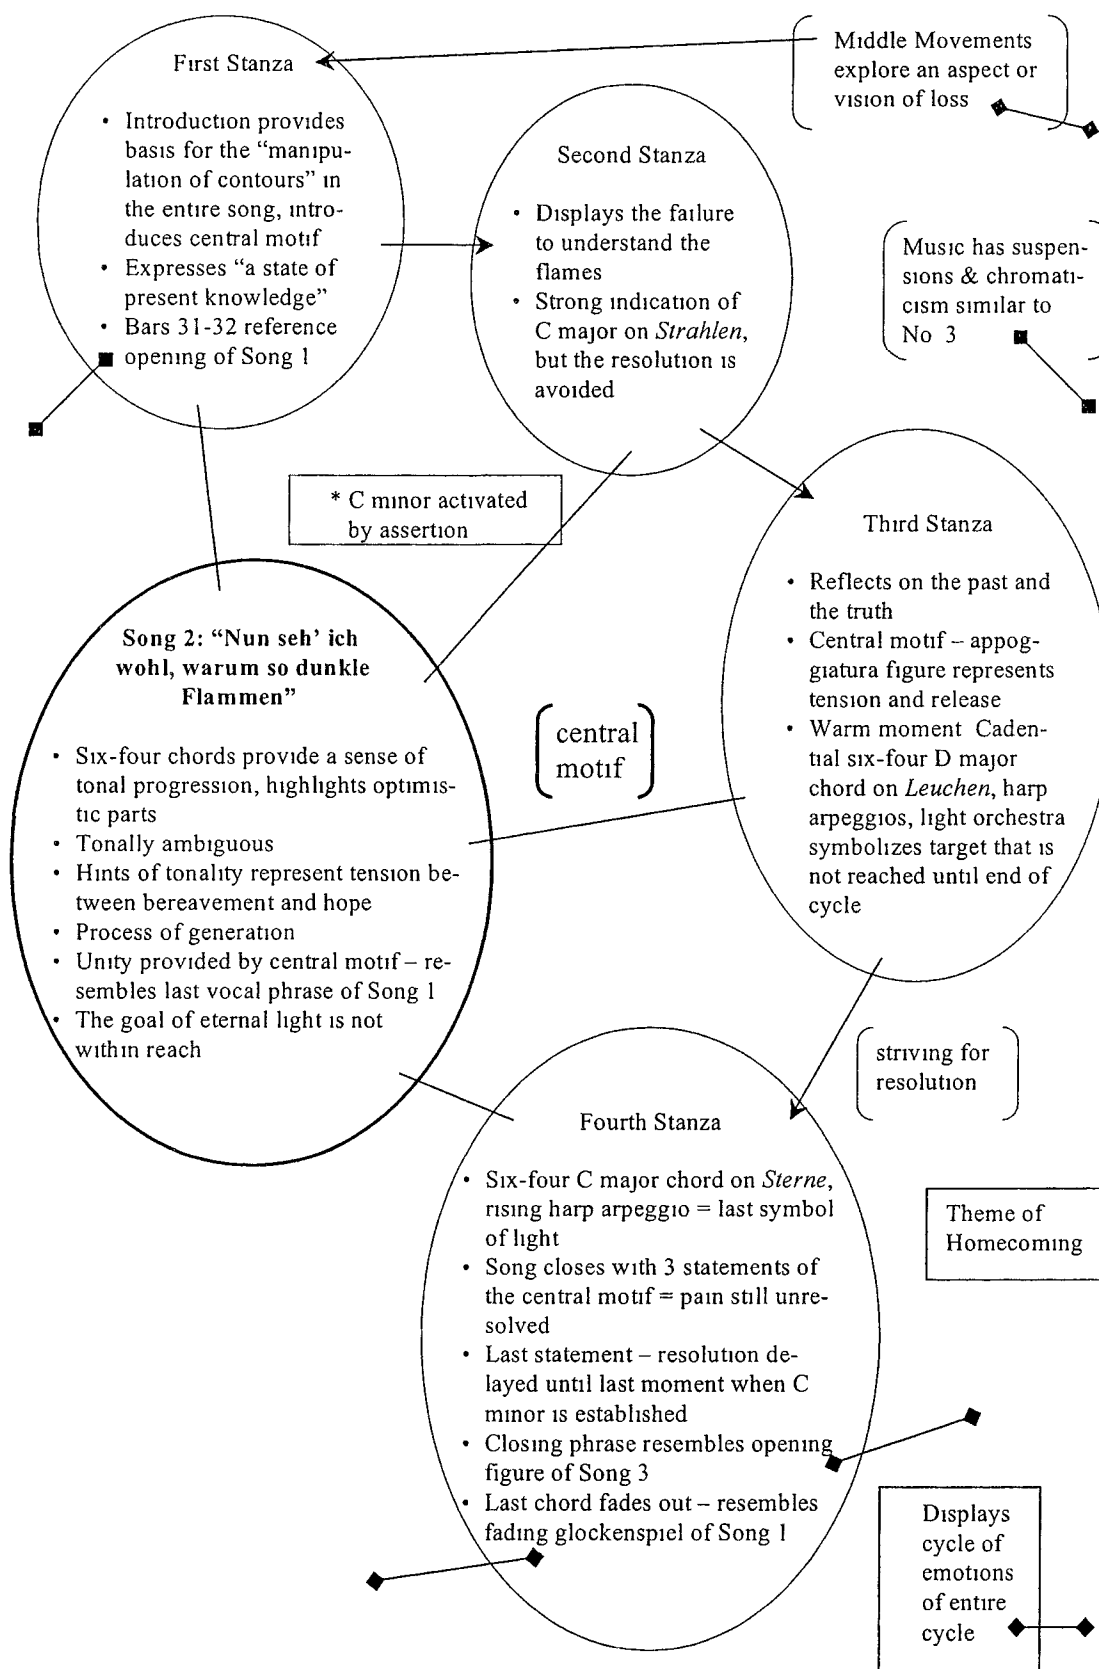 First Stanza
• Introduction provides
basis for the “manipu-
lation of contours” in
the entire song, intro-
duces central motif
• Expresses “a state of
present knowledge”
• Bars 31-32 reference
opening of Song 1
Middle Movements
explore an aspect or
vision of loss
Second Stanza
• Displays the failure
to understand the
flames
• Strong indication of
C major on Strahlen,
but the resolution is
avoided
Music has suspen-
sions & chromati-
cism similar to
No 3
* C minor activated
by assertion
Third Stanza
• Reflects on the past and
the truth
• Central motif – appog-
giatura figure represents
tension and release
• Warm moment Caden-
tial six-four D major
chord on Leuchen, harp
arpeggios, light orchestra
symbolizes target that is
not reached until end of
cycle
Song 2: “Nun seh’ ich
wohl, warum so dunkle
Flammen”
• Six-four chords provide a sense of
tonal progression, highlights optimis-
tic parts
• Tonally ambiguous
• Hints of tonality represent tension be-
tween bereavement and hope
• Process of generation
• Unity provided by central motif – re-
sembles last vocal phrase of Song 1
• The goal of eternal light is not
within reach
central
motif
striving for
resolution
Fourth Stanza
• Six-four C major chord on Sterne,
rising harp arpeggio = last symbol
of light
• Song closes with 3 statements of
the central motif = pain still unre-
solved
• Last statement – resolution de-
layed until last moment when C
minor is established
• Closing phrase resembles opening
figure of Song 3
• Last chord fades out – resembles
fading glockenspiel of Song 1
Theme of
Homecoming
Displays
cycle of
emotions
of entire
cycle